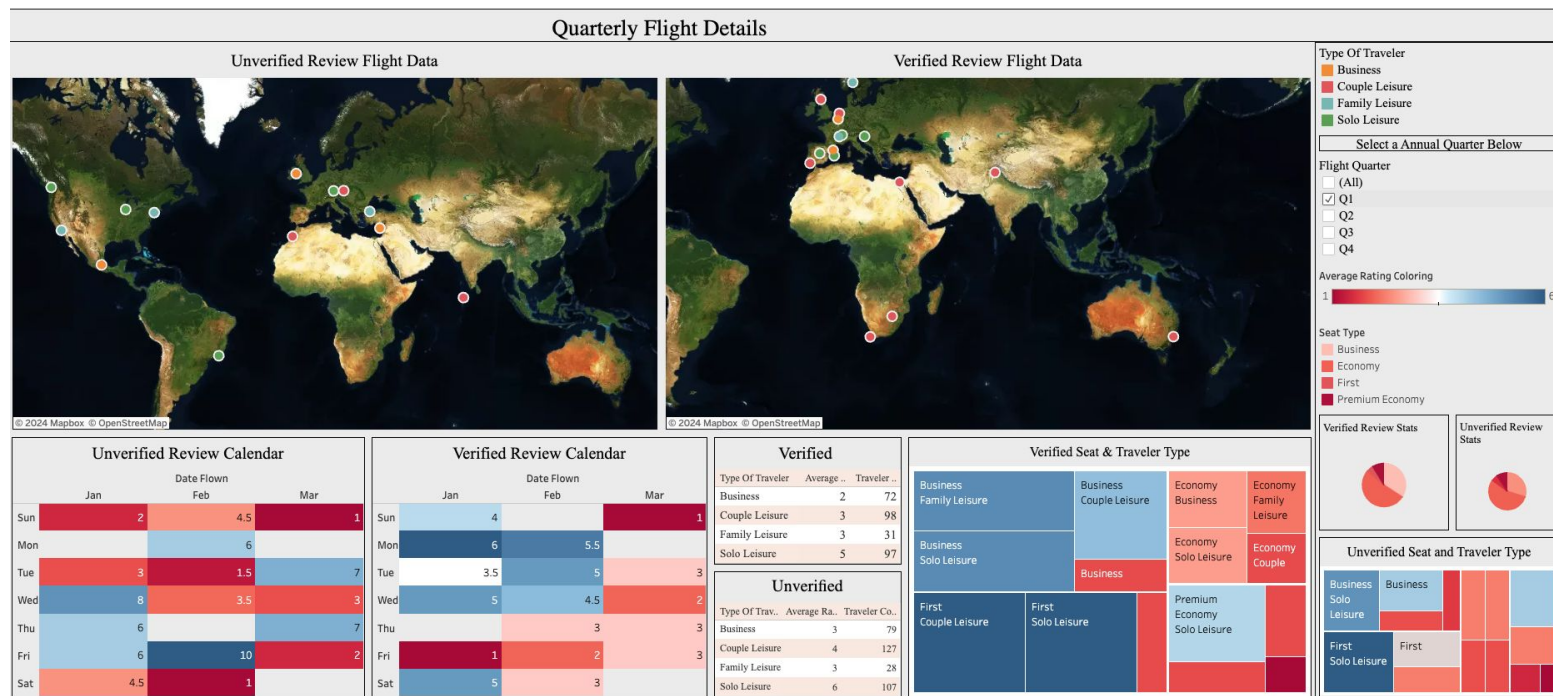 Quarterly Flight Details
Unverified Review Flight Data
© 2024 Mapbox © OpenStreetMap
Verified Review Flight Data
© 2024 Mapbox © OpenStreetMap
Type Of Traveler
Business
Couple Leisure
Family Leisure
Solo Leisure
Select a Annual Quarter Below
Flight Quarter
(All)
Q1
Q2
Q3
Q4
Average Rating Coloring
1 6
Seat Type
Business
Economy
First
Premium Economy
Verified Review Stats
Unverified Review
Stats
Unverified Review Calendar
Date Flown
Jan Feb Mar
Sun 2 4.5 1
Mon 6
Tue 3 1.5 7
Wed 8 3.5 3
Thu 6 7
Fri 6 10 2
Sat 4.5 1
Verified Review Calendar
Date Flown
Jan Feb Mar
Sun 4 1
Mon 6 5.5
Tue 3.5 5 3
Wed 5 4.5 2
Thu 3 3
Fri 1 2 3
Sat 5 3
Verified
Type Of Traveler Average .. Traveler ..
Business 2 72
Couple Leisure 3 98
Family Leisure 3 31
Solo Leisure 5 97
Unverified
Type Of Trav.. Average Ra.. Traveler Co..
Business 3 79
Couple Leisure 4 127
Family Leisure 3 28
Solo Leisure 6 107
Verified Seat & Traveler Type
Business
Family Leisure
Business
Solo Leisure
Business
Couple Leisure
Business
First
Couple Leisure
First
Solo Leisure
Economy
Business
Economy
Solo Leisure
Economy
Family
Leisure
Economy
Couple
Premium
Economy
Solo Leisure
Unverified Seat and Traveler Type
Business
Solo
Leisure
Business
First
Solo Leisure
First